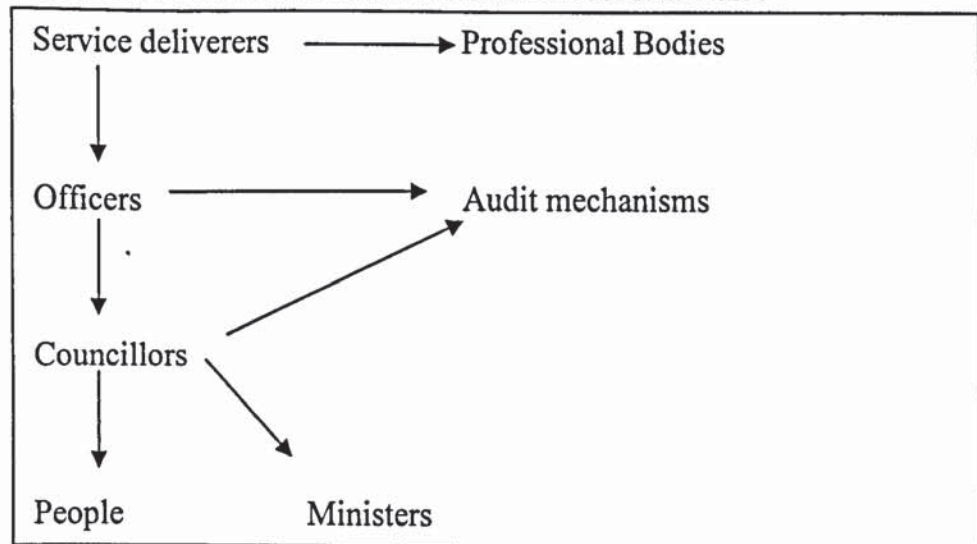 Service deliverers Professional Bodies
Officers Audit mechanisms
Councillors
People Ministers